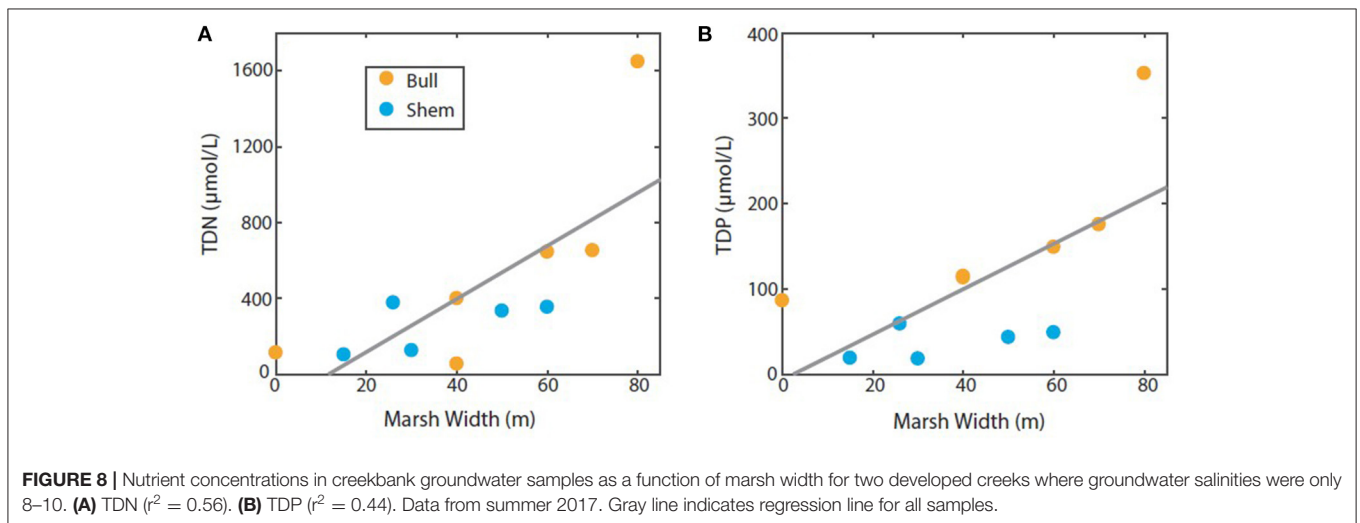 A
1600
1200
800
400
0
TDN (µmol/L)
Bull
Shem
0 20 40 60 80
Marsh Width (m)
B
400
300
200
100
0
TDP (µmol/L)
0 20 40 60 80
Marsh Width (m)
FIGURE 8 | Nutrient concentrations in creekbank groundwater samples as a function of marsh width for two developed creeks where groundwater salinities were only
8–10. (A) TDN (r² = 0.56). (B) TDP (r² = 0.44). Data from summer 2017. Gray line indicates regression line for all samples.